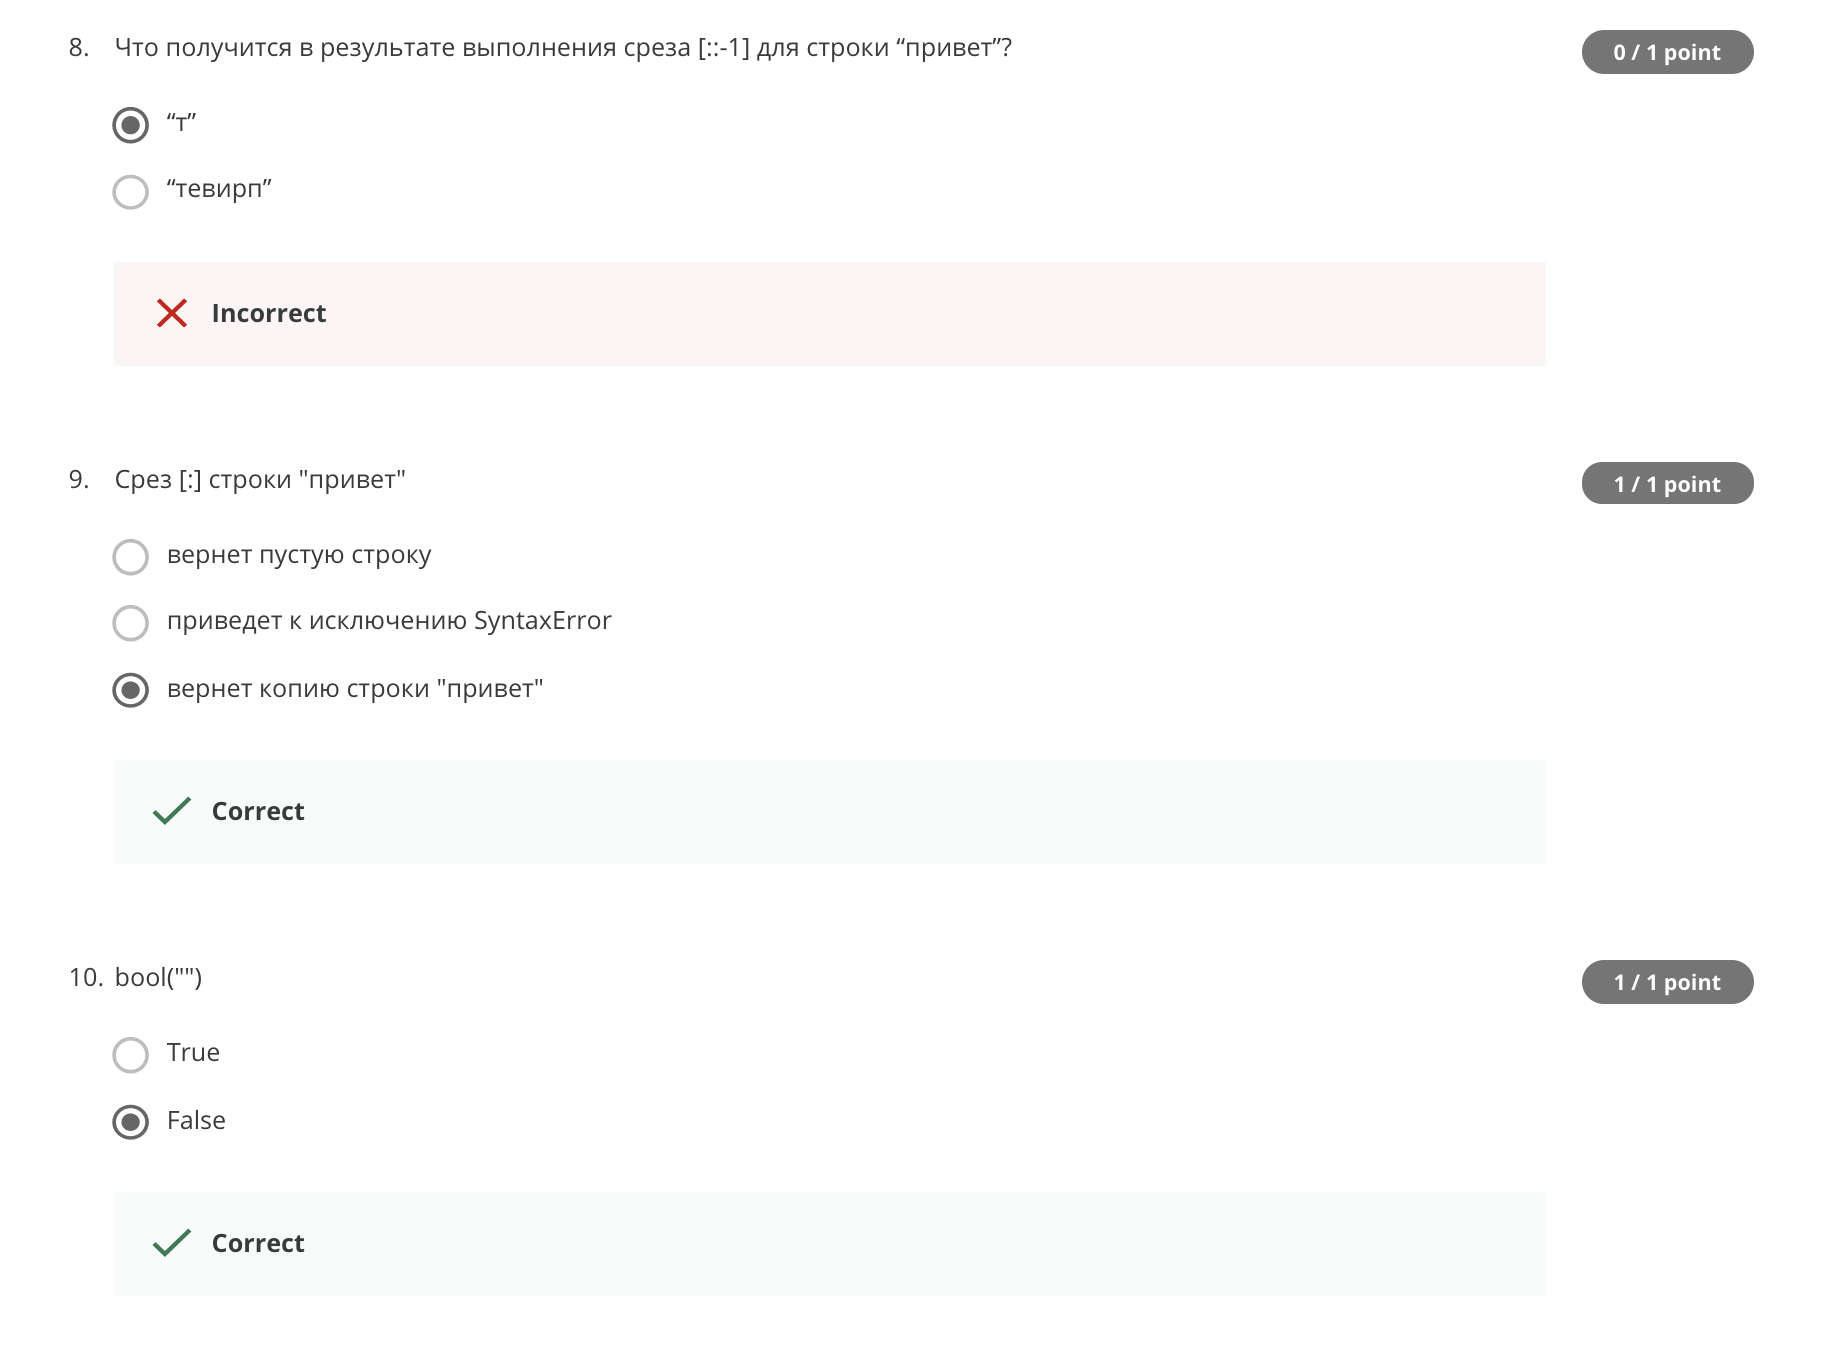 8. Что получится в результате выполнения среза [::-1] для строки “привет”?
0 / 1 point
“т”
“тевирп”
Incorrect
9. Срез [:] строки "привет"
1 / 1 point
вернет пустую строку
приведет к исключению SyntaxError
вернет копию строки "привет"
Correct
10. bool("")
1 / 1 point
True
False
Correct